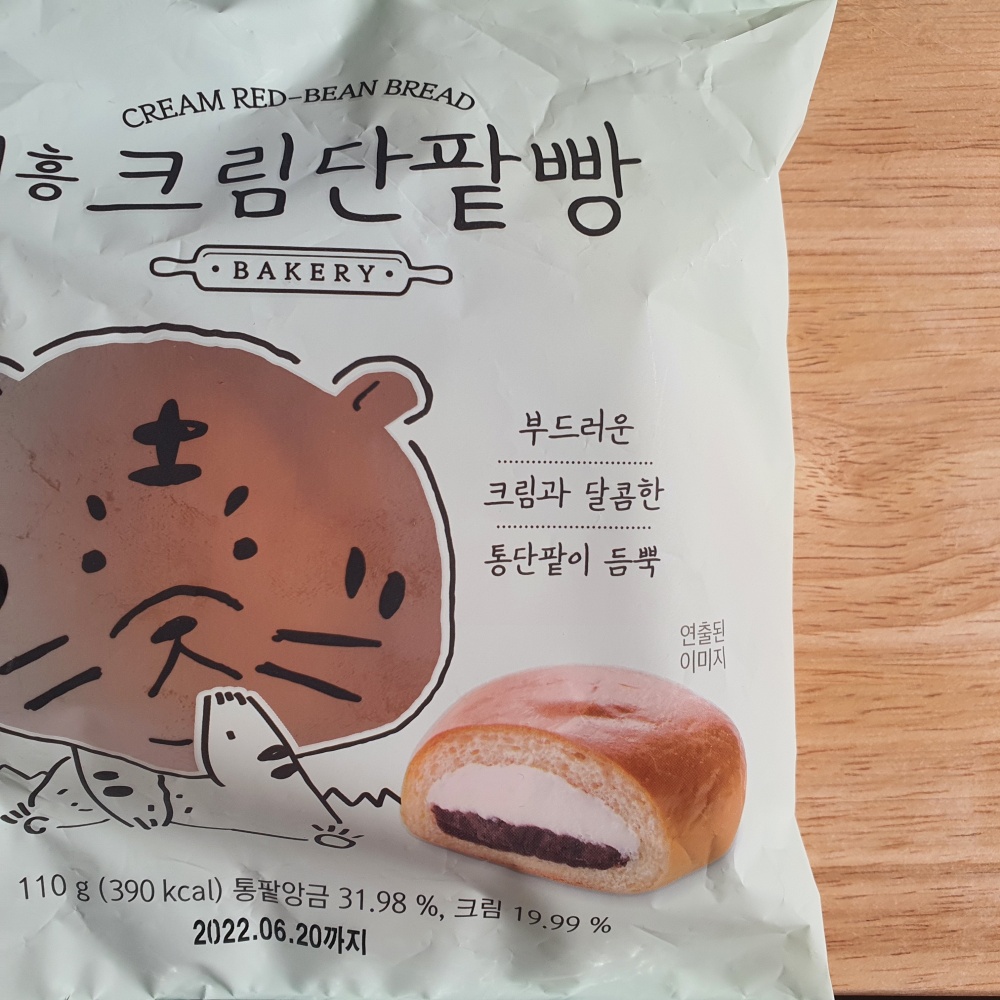 CREAM RED-BEAN BREAD
흥 크림단팥빵
• BAKERY •
부드러운
크림과 달콤한
통단팥이 듬뿍
연출된
이미지
110 g (390 kcal) 통팥앙금 31.98 %, 크림 19.99 %
2022.06.20까지